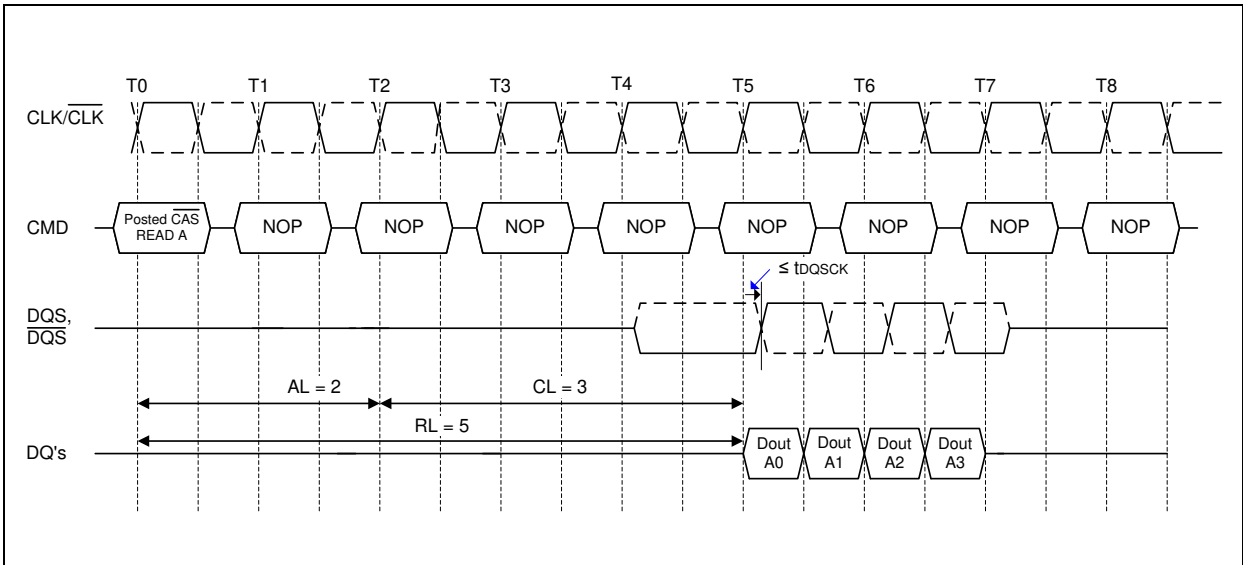 T0 T1 T2 T3 T4 T5 T6 T7 T8
CLK/CLK
CMD
Posted CAS
READ A
NOP NOP NOP NOP NOP NOP NOP NOP
≤ tDQSCK
DQS,
DQS
AL = 2
CL = 3
RL = 5
DQ's
Dout
A0
Dout
A1
Dout
A2
Dout
A3